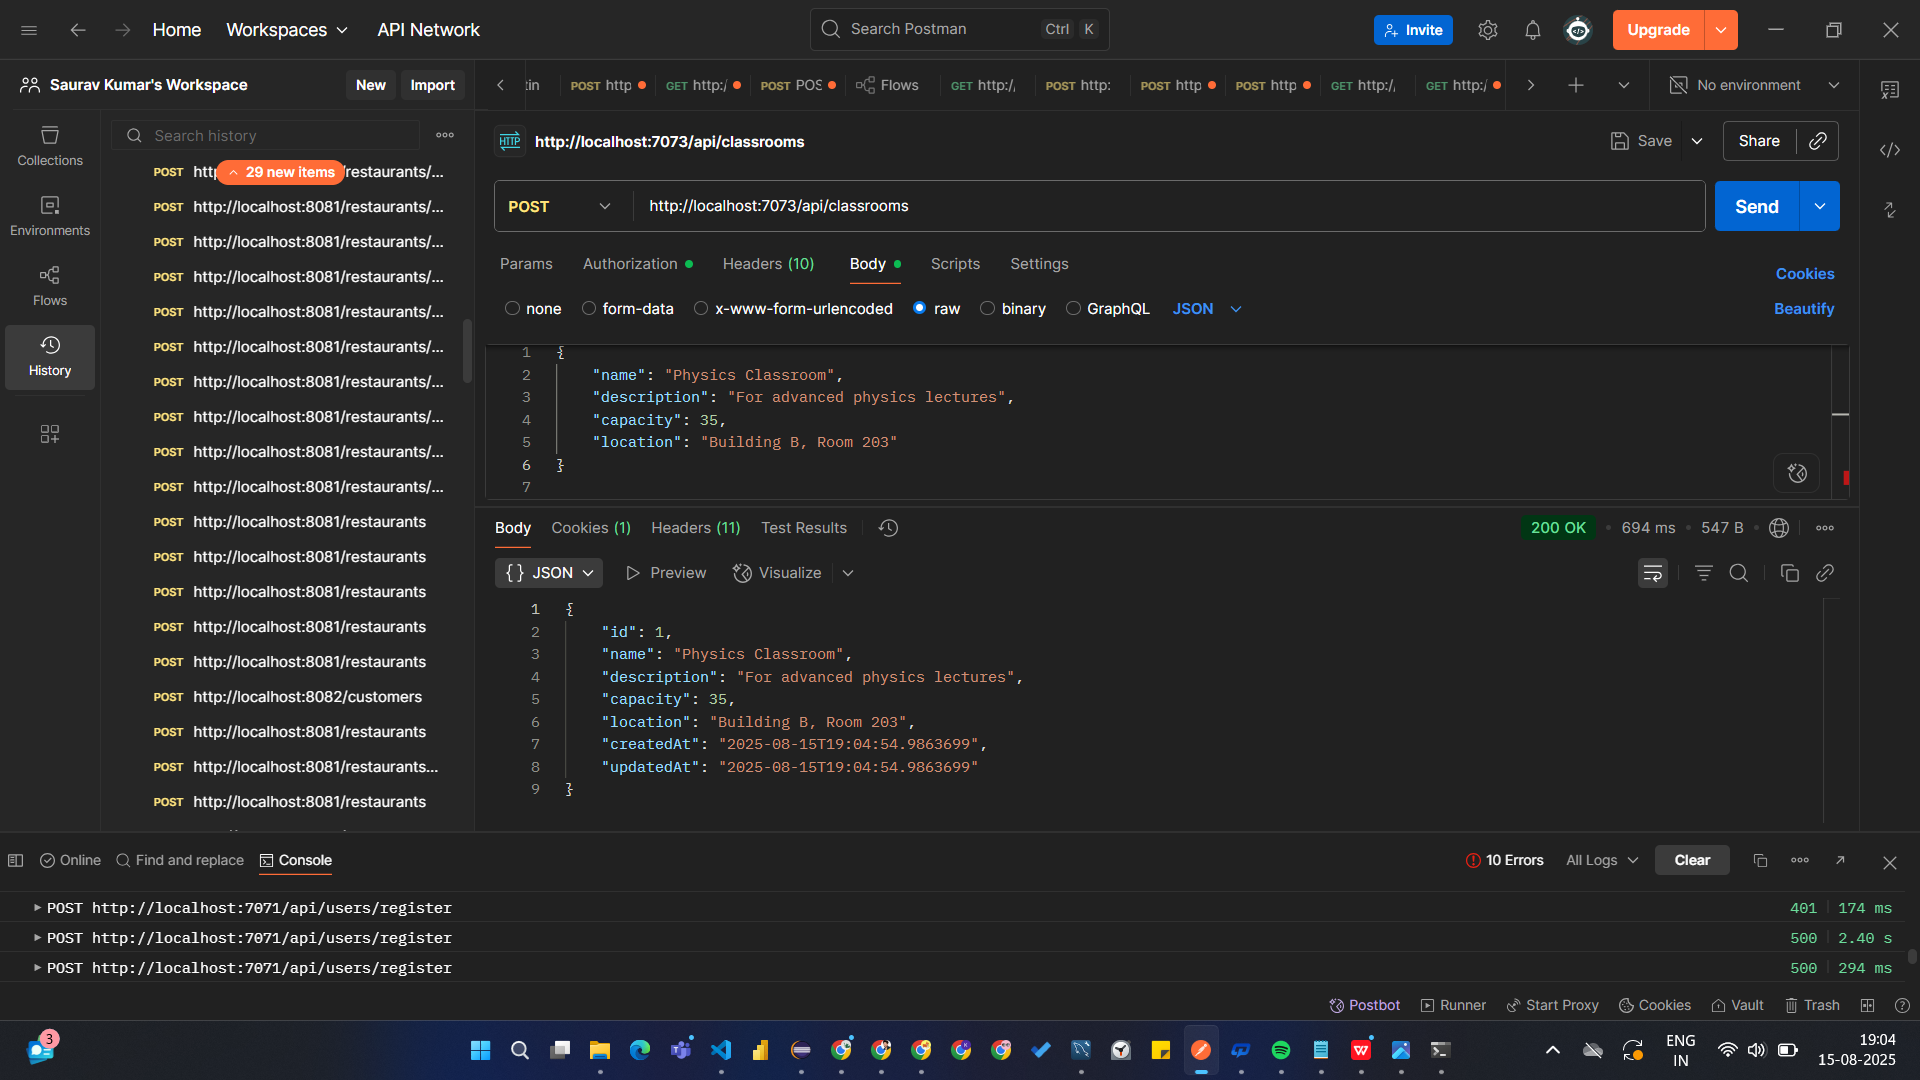 Home Workspaces API Network Search Postman Ctrl K Invite Upgrade
Saurav Kumar's Workspace New Import
tin POST http GET http:/ POST POS Flows GET http:/ POST http: POST http POST http GET http:/ GET http:/ No environment
Collections
Environments
Flows
History
Search history
29 new items
POST http /restaurants/...
POST http://localhost:8081/restaurants/...
POST http://localhost:8081/restaurants/...
POST http://localhost:8081/restaurants/...
POST http://localhost:8081/restaurants/...
POST http://localhost:8081/restaurants/...
POST http://localhost:8081/restaurants/...
POST http://localhost:8081/restaurants/...
POST http://localhost:8081/restaurants/...
POST http://localhost:8081/restaurants/...
POST http://localhost:8081/restaurants
POST http://localhost:8081/restaurants
POST http://localhost:8081/restaurants
POST http://localhost:8081/restaurants
POST http://localhost:8081/restaurants
POST http://localhost:8082/customers
POST http://localhost:8081/restaurants
POST http://localhost:8081/restaurants...
POST http://localhost:8081/restaurants
HTTP http://localhost:7073/api/classrooms Save Share
POST http://localhost:7073/api/classrooms Send
Params Authorization Headers (10) Body Scripts Settings Cookies
none form-data x-www-form-urlencoded raw binary GraphQL JSON Beautify
1 {
2 "name": "Physics Classroom",
3 "description": "For advanced physics lectures",
4 "capacity": 35,
5 "location": "Building B, Room 203"
6 }
7
Body Cookies (1) Headers (11) Test Results 200 OK 694 ms 547 B
{} JSON Preview Visualize
1 {
2 "id": 1,
3 "name": "Physics Classroom",
4 "description": "For advanced physics lectures",
5 "capacity": 35,
6 "location": "Building B, Room 203",
7 "createdAt": "2025-08-15T19:04:54.9863699",
8 "updatedAt": "2025-08-15T19:04:54.9863699"
9 }
Online Find and replace Console 10 Errors All Logs Clear
POST http://localhost:7071/api/users/register 401 174 ms
POST http://localhost:7071/api/users/register 500 2.40 s
POST http://localhost:7071/api/users/register 500 294 ms
Postbot Runner Start Proxy Cookies Vault Trash
3
ENG
IN
19:04
15-08-2025